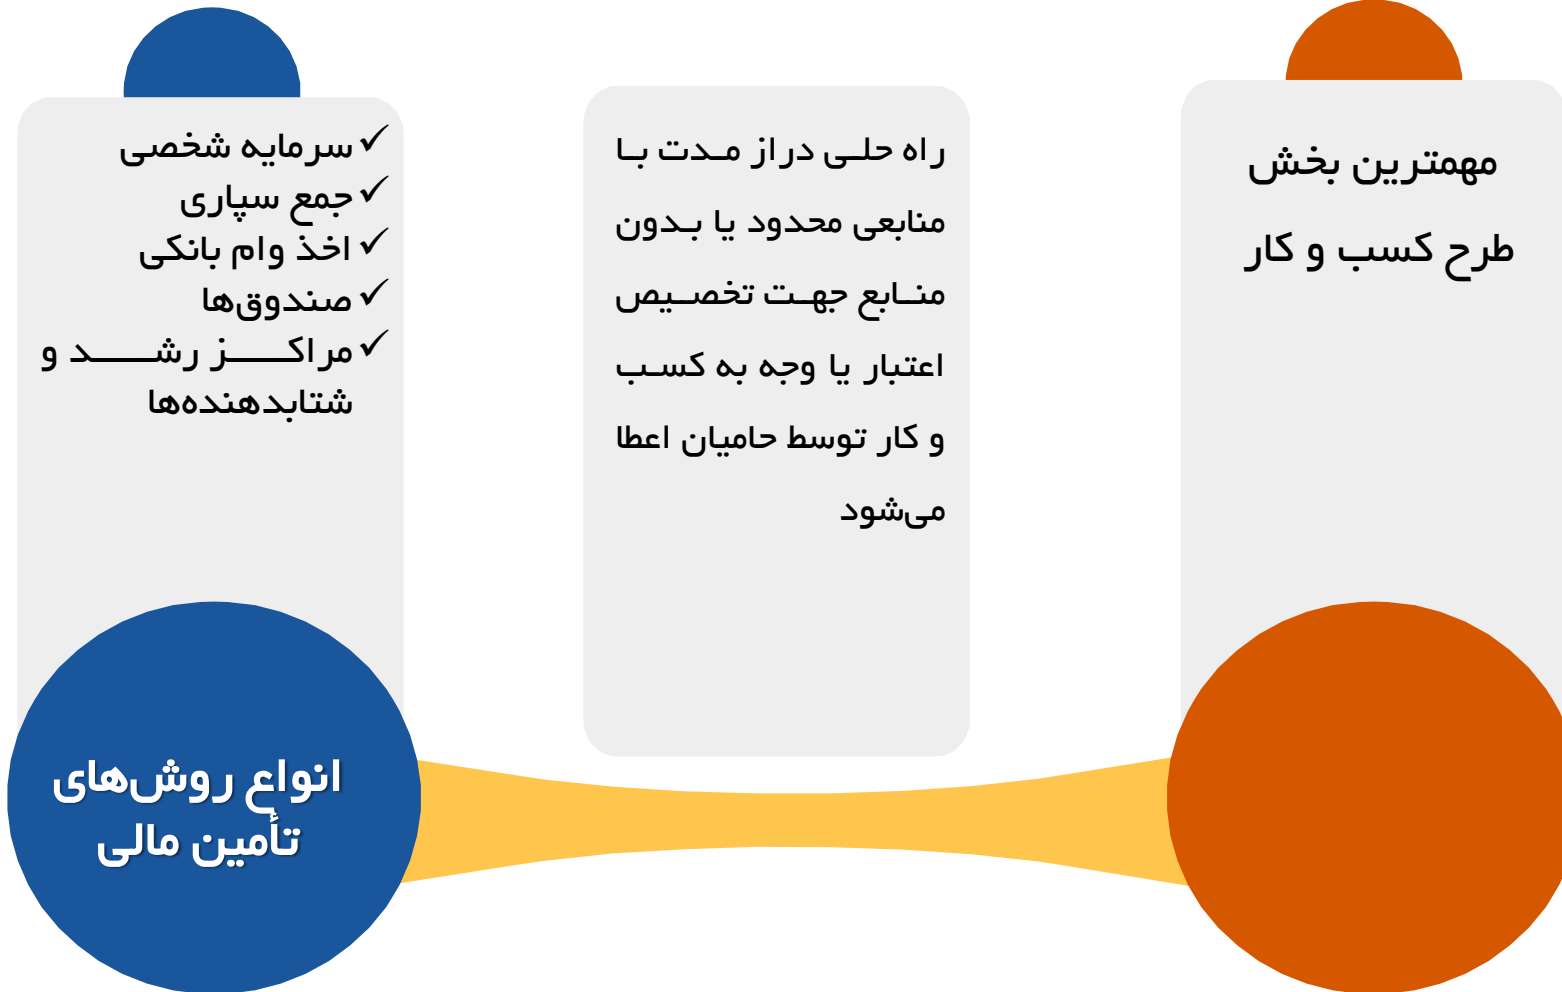 مهمترین بخش
طرح کسب و کار
راه حلی دراز مدت با
منابعی محدود یا بدون
منابع جهت تخصیص
اعتبار یا وجه به کسب
و کار توسط حامیان اعطا
می‌شود
✓ سرمایه شخصی
✓ جمع سپاری
✓ اخذ وام بانکی
✓ صندوق‌ها
✓ مراکز رشد و
شتابدهنده‌ها
انواع روش‌های
تأمین مالی